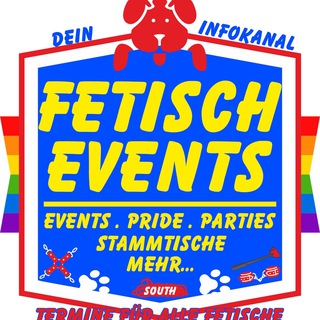 DEIN INFOKANAL
FETISCH
EVENTS
EVENTS . PRIDE . PARTIES
STAMMTISCHE
MEHR...
SOUTH
TERMINE FÜR ALLE FETISCHE